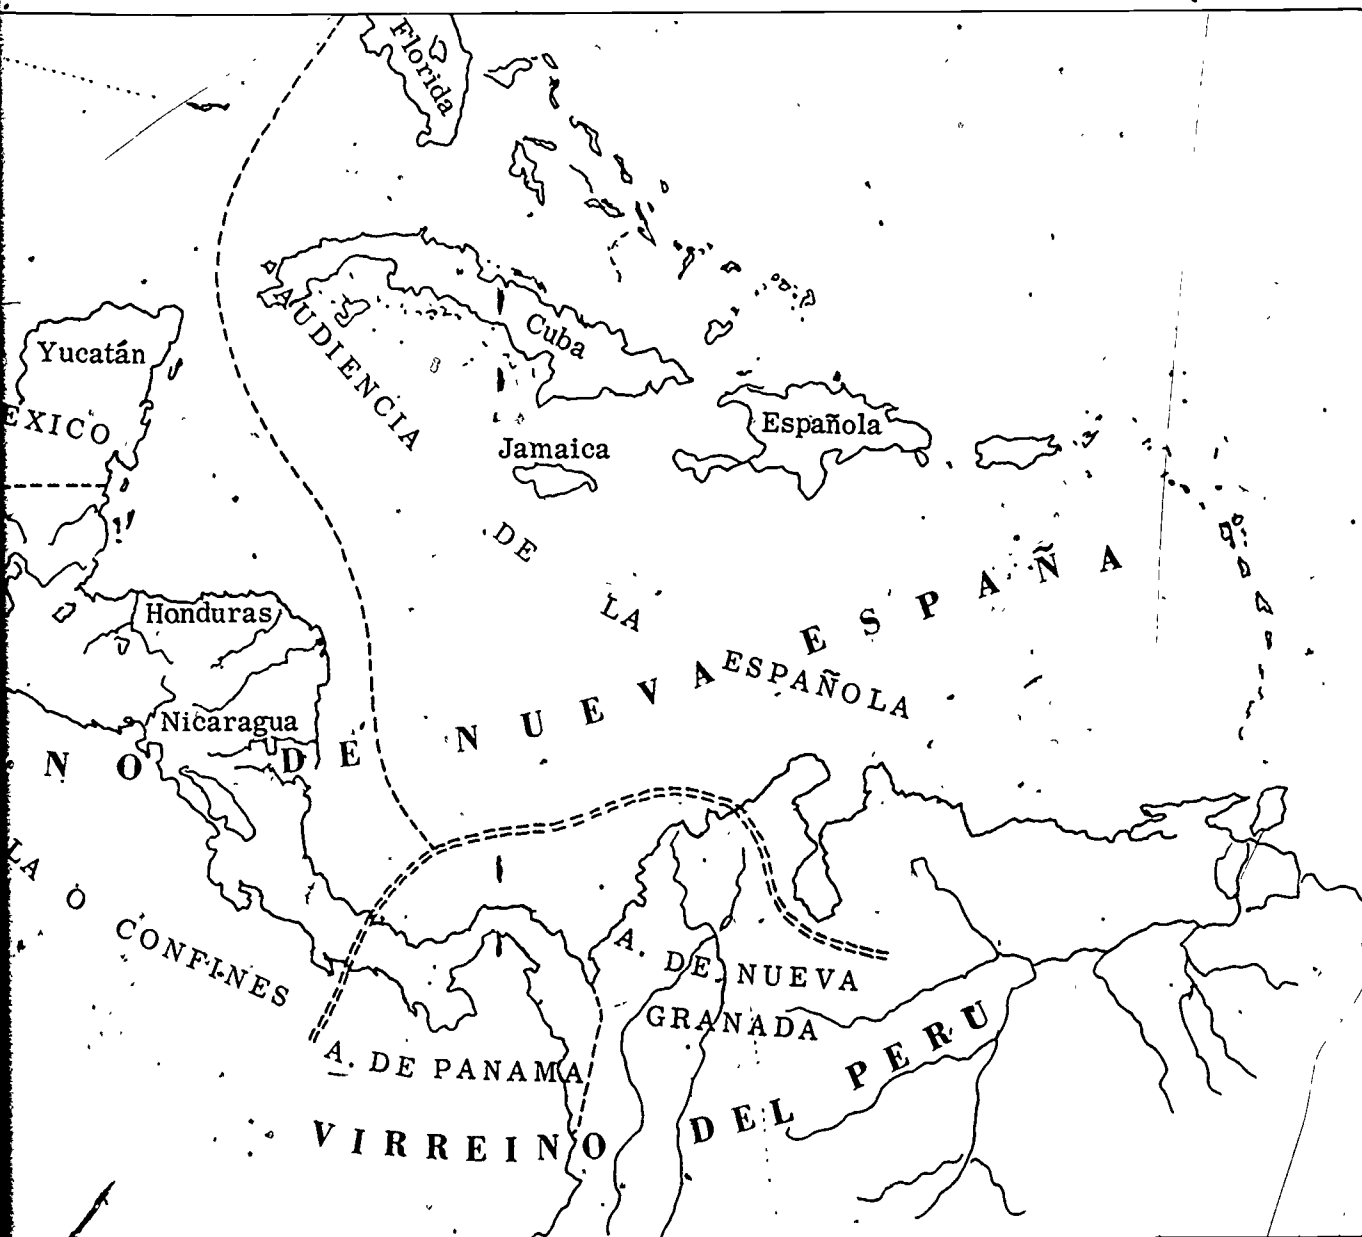 Florida
Yucatán
EXICO
AUDIENCIA
DE
LA
ESPAÑOLA
Cuba
Jamaica
Española
Honduras
Nicaragua
NO DE NUEVA ESPAÑA
LA
O
CONFINES
A. DE NUEVA
GRANADA
A. DE PANAMA
VIRREINO DEL PERU